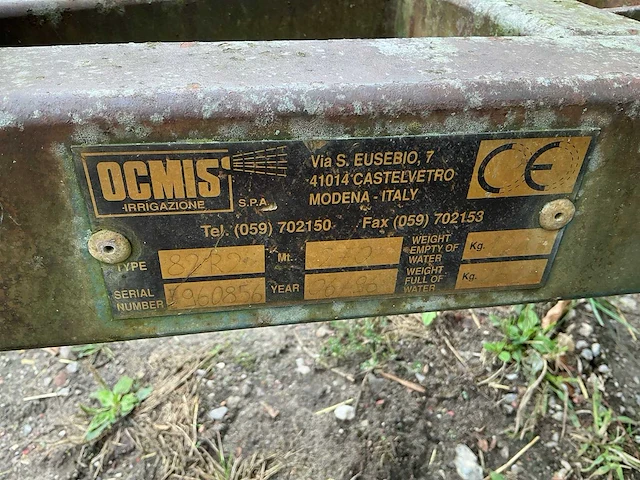 OCMIS
IRRIGAZIONE
S.P.A.
Via S. EUSEBIO, 7
41014 CASTELVETRO
MODENA - ITALY
CE
Tel. (059) 702150 Fax (059) 702153
TYPE
Mt.
WEIGHT EMPTY OF WATER
Kg.
SERIAL NUMBER
YEAR
WEIGHT FULL OF WATER
Kg.